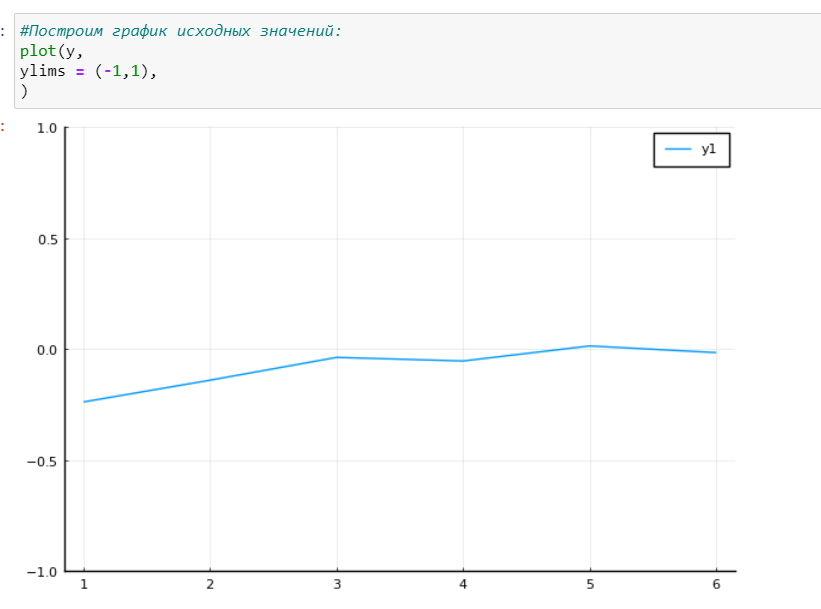 :
#Построим график исходных значений:
plot(y,
ylims = (-1,1),
)
:
1.0
y1
0.5
0.0
−0.5
−1.0
1 2 3 4 5 6